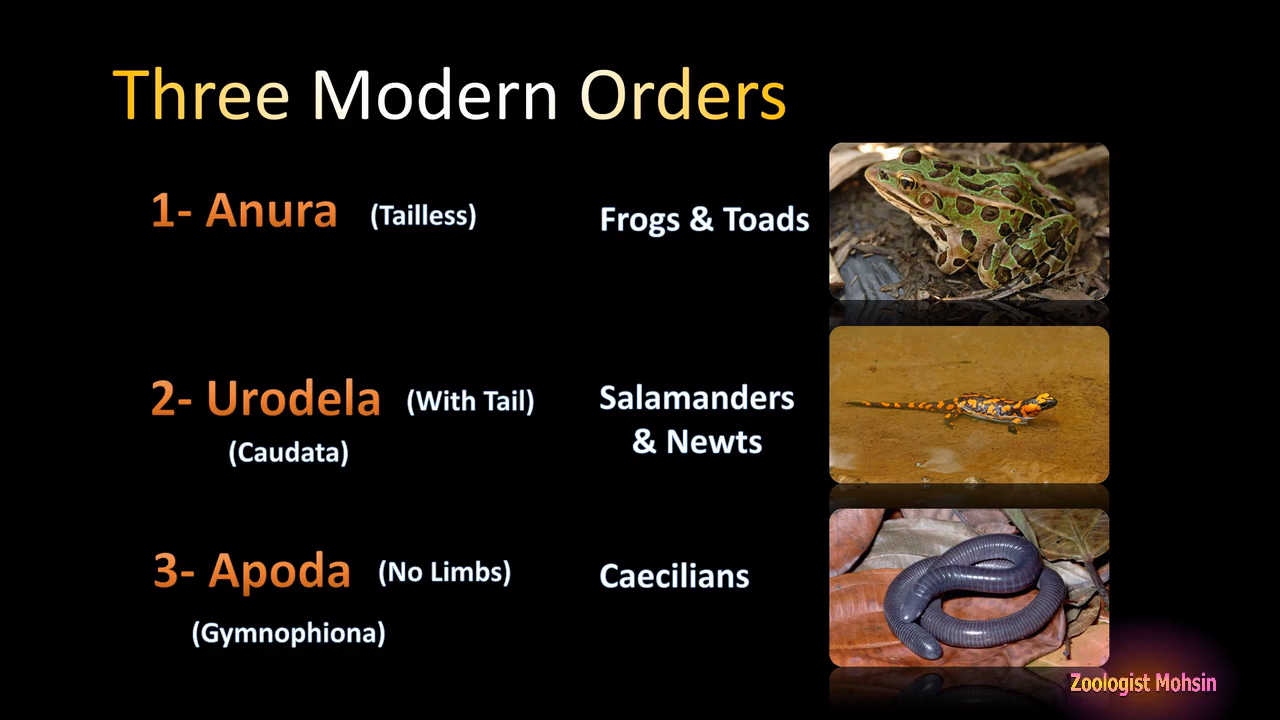 Three Modern Orders
1- Anura (Tailless) Frogs & Toads
2- Urodela (With Tail) Salamanders
& Newts
(Caudata)
3- Apoda (No Limbs) Caecilians
(Gymnophiona)
Zoologist Mohsin